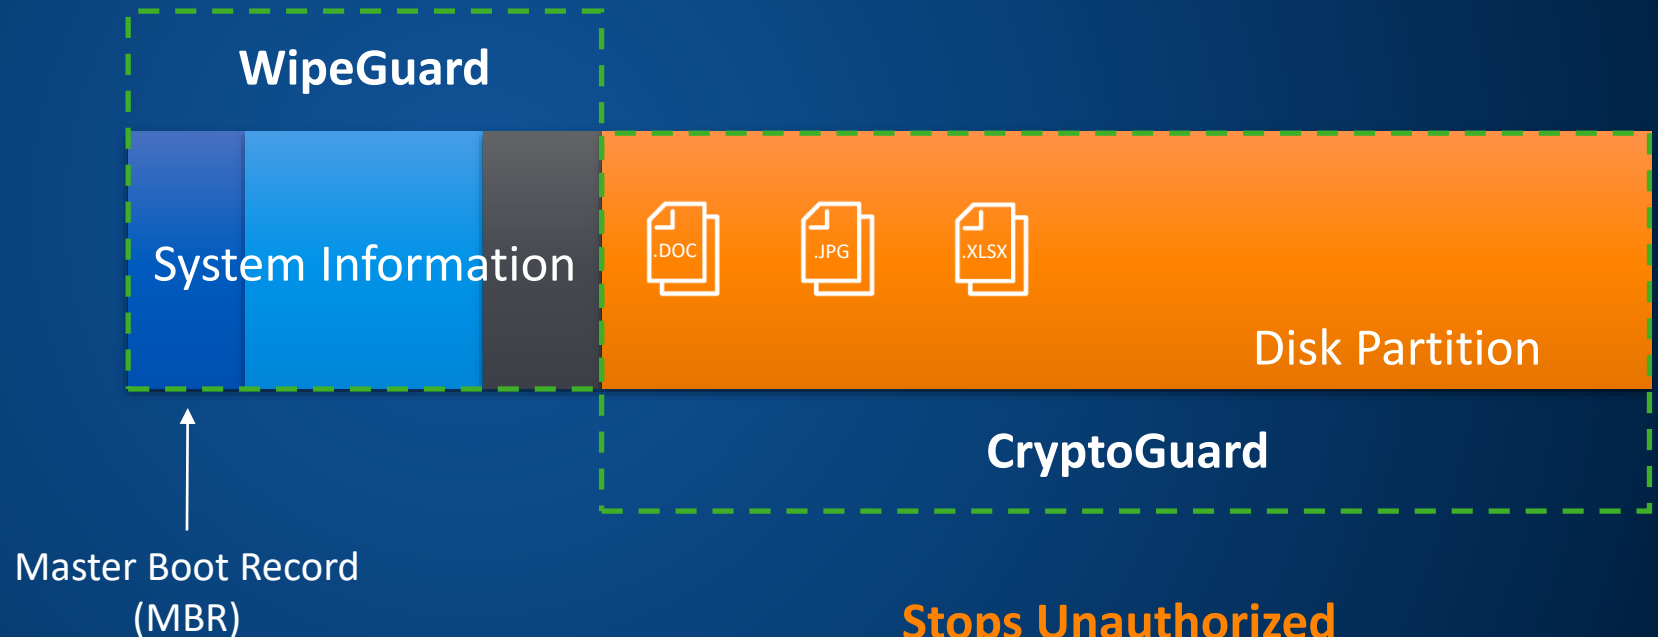 WipeGuard
System Information
.DOC
.JPG
.XLSX
Disk Partition
CryptoGuard
Master Boot Record
(MBR)
Stops Unauthorized